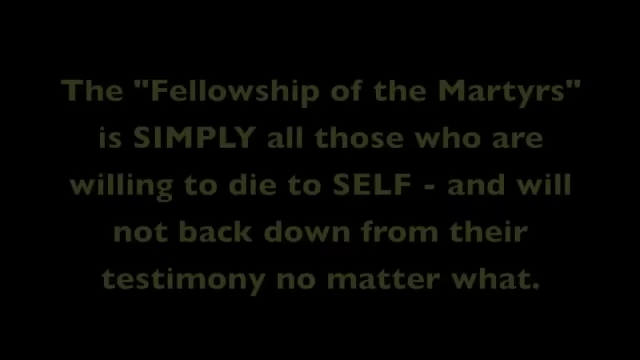 The "Fellowship of the Martyrs"
is SIMPLY all those who are
willing to die to SELF - and will
not back down from their
testimony no matter what.